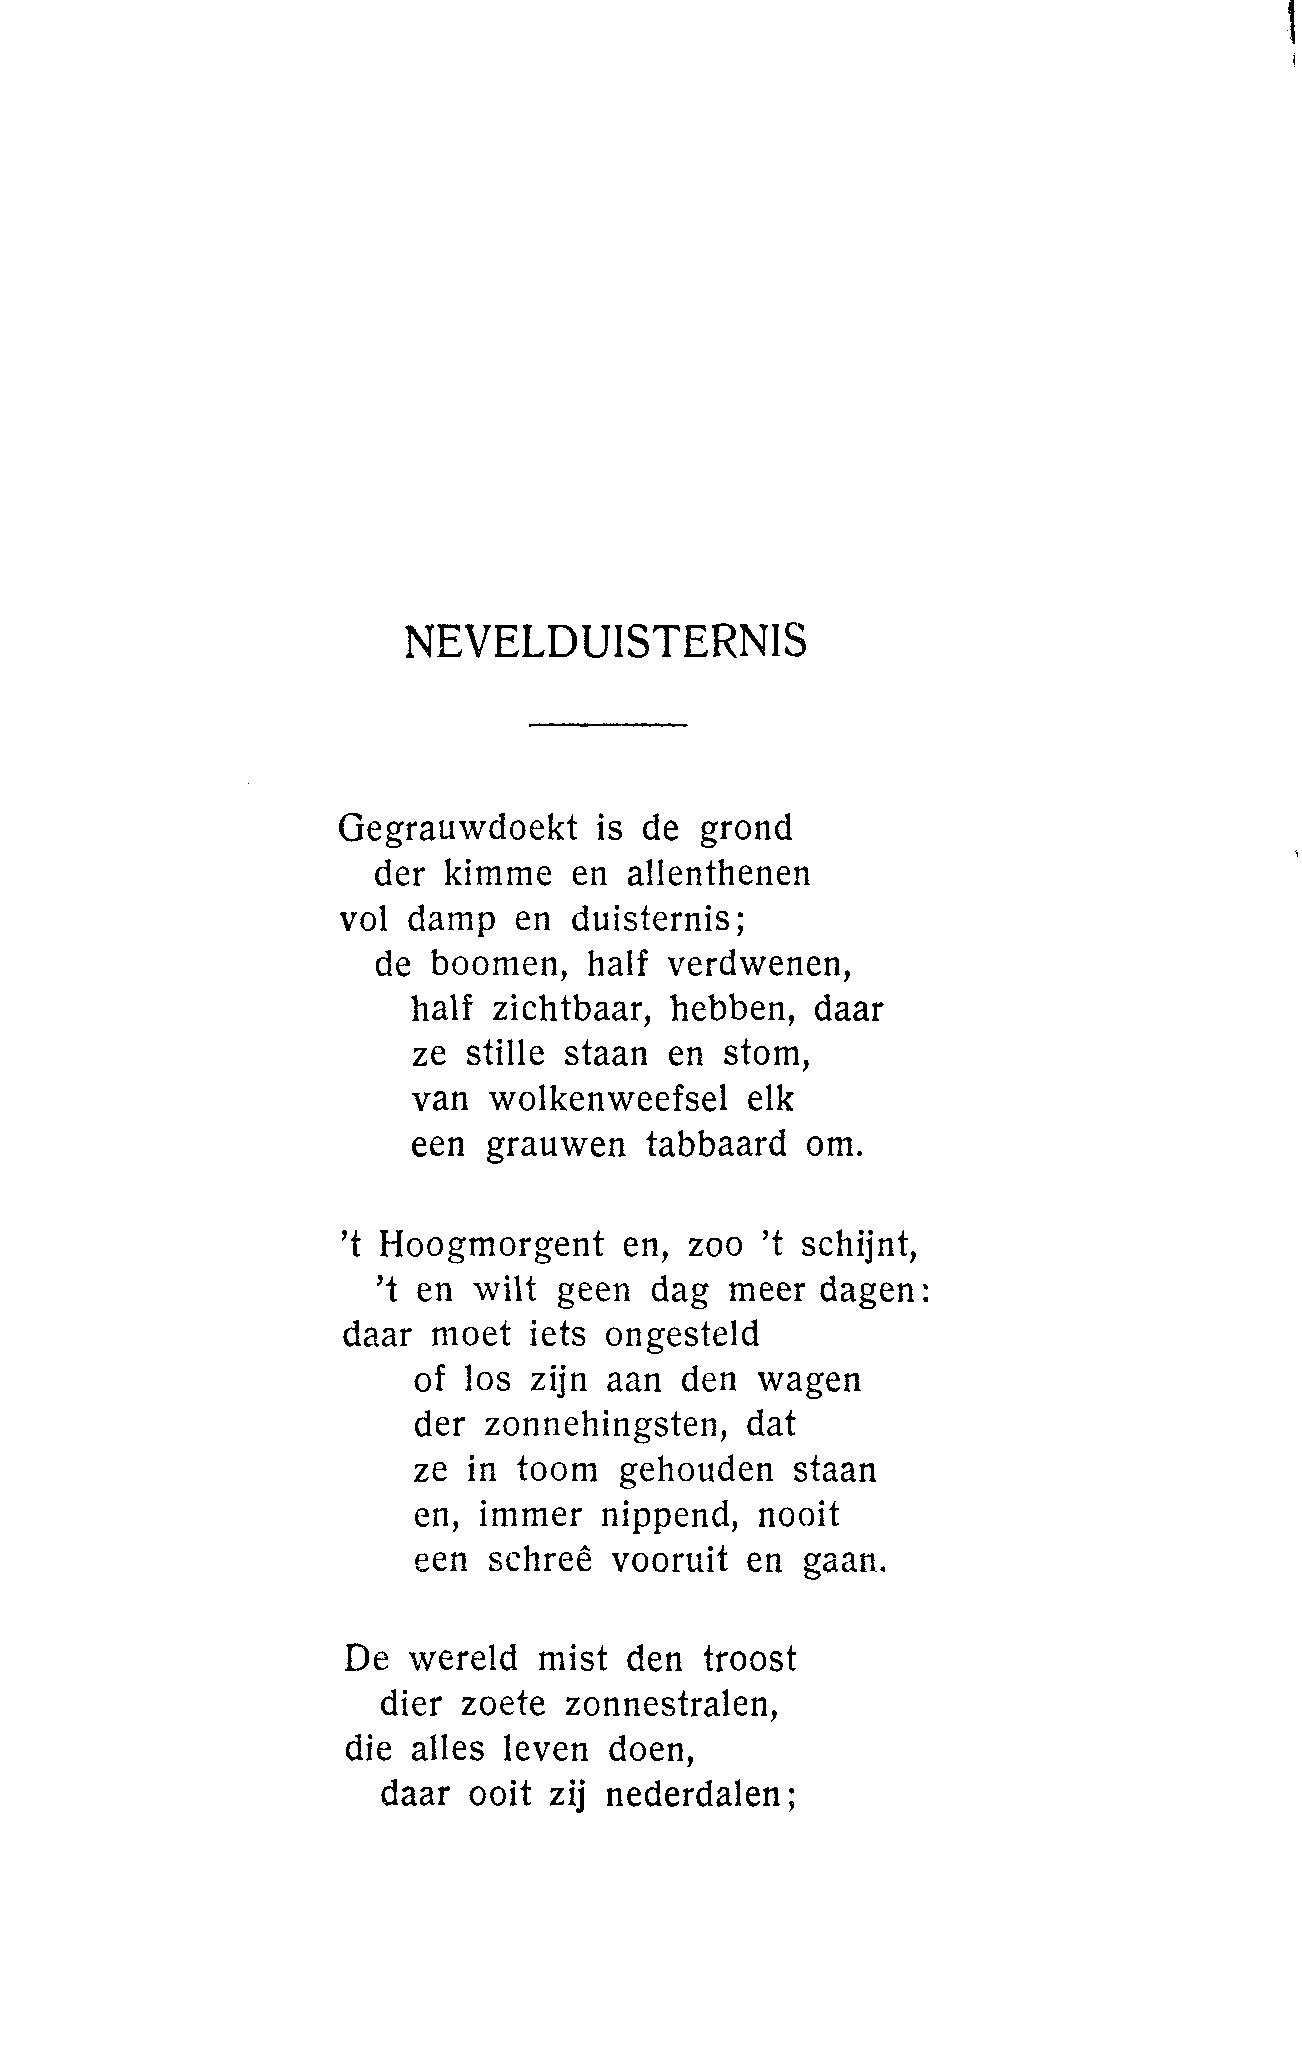 NEVELDUISTERNIS
Gegrauwdoekt is de grond
der kimme en allenthenen
vol damp en duisternis;
de boomen, half verdwenen,
half zichtbaar, hebben, daar
ze stille staan en stom,
van wolkenweefsel elk
een grauwen tabbaard om.
't Hoogmorgent en, zoo 't schijnt,
't en wilt geen dag meer dagen:
daar moet iets ongesteld
of los zijn aan den wagen
der zonnehingsten, dat
ze in toom gehouden staan
en, immer nippend, nooit
een schreê vooruit en gaan.
De wereld mist den troost
dier zoete zonnestralen,
die alles leven doen,
daar ooit zij nederdalen;